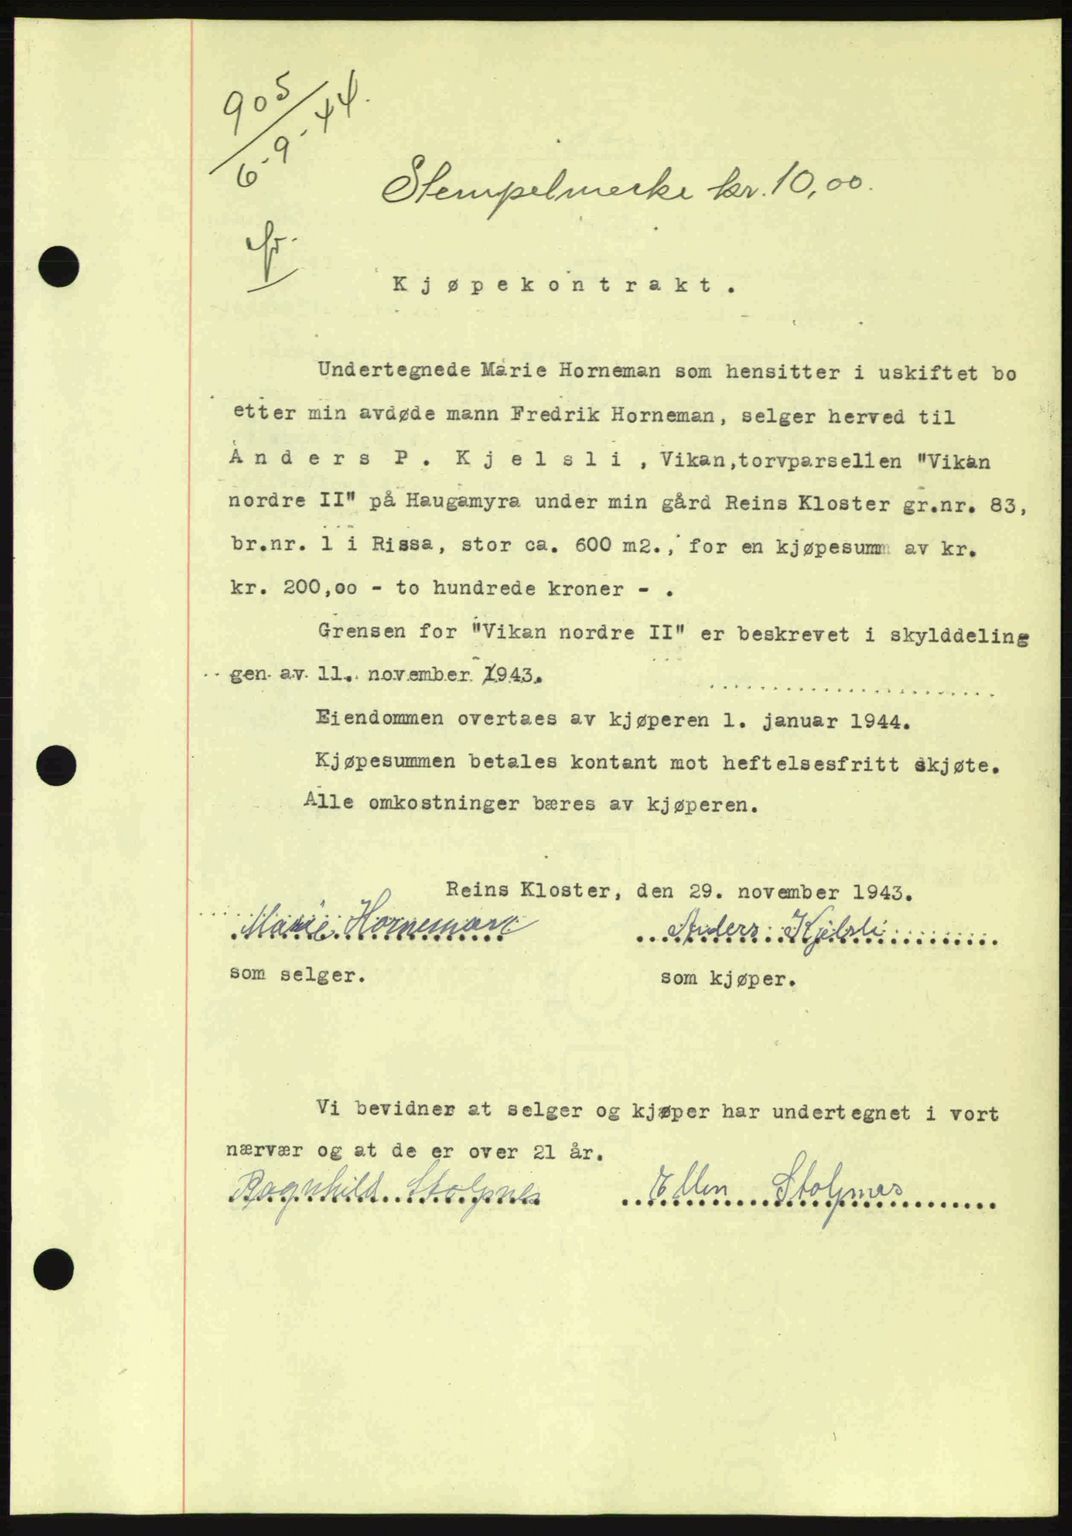 905
6-9-44.
Stempelmerke kr. 10,00.
K j ø p e k o n t r a k t .
Undertegnede Marie Horneman som hensitter i uskiftet bo
etter min avdøde mann Fredrik Horneman, selger herved til
A n d e r s P . K j e l s l i , Vikan,torvparsellen "Vikan
nordre II" på Haugamyra under min gård Reins Kloster gr.nr. 83,
br.nr. 1 i Rissa, stor ca. 600 m2., for en kjøpesumm av kr.
kr. 200,00 - to hundrede kroner - .
Grensen for "Vikan nordre II" er beskrevet i skylddeling
gen av 11. november 1943.
Eiendommen overtaes av kjøperen 1. januar 1944.
Kjøpesummen betales kontant mot heftelsesfritt skjøte.
Alle omkostninger bæres av kjøperen.
Reins Kloster, den 29. november 1943.
Marie Horneman Anders Kjelsli
som selger. som kjøper.
Vi bevidner at selger og kjøper har undertegnet i vort
nærvær og at de er over 21 år.
Ragnhild Stolpnes Ellen Stolpnes